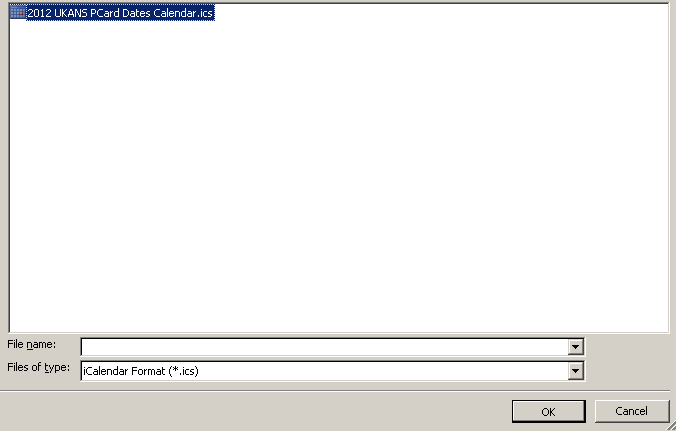 2012 UKANS PCard Dates Calendar.ics
File name:
Files of type: iCalendar Format (*.ics)
OK Cancel